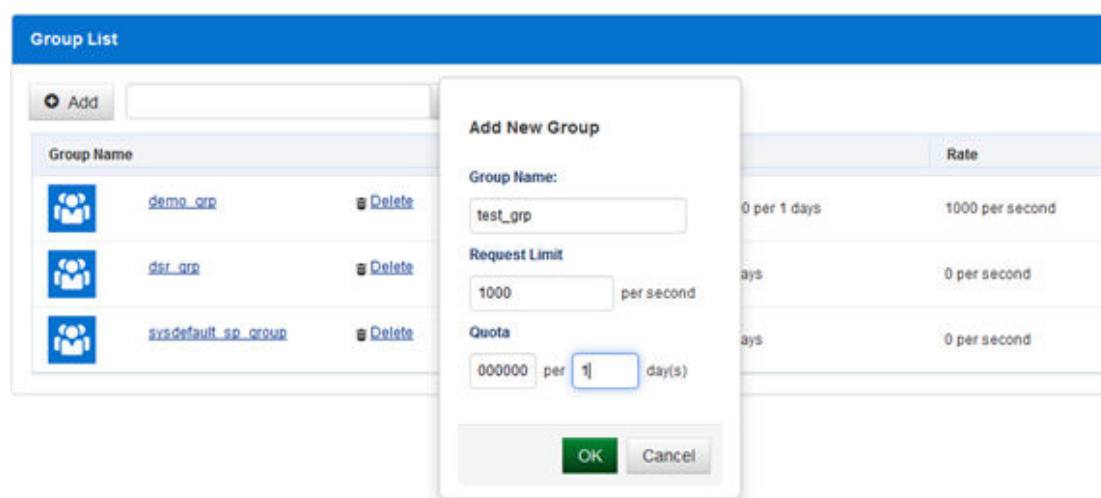 Group List
Add
Add New Group
Group Name
Rate
Group Name:
demo_grp
Delete
test_grp
0 per 1 days
1000 per second
Request Limit
dsr_grp
Delete
1000
per second
ays
0 per second
sysdefault_sp_group
Delete
Quota
ays
0 per second
000000
per
1
day(s)
OK
Cancel